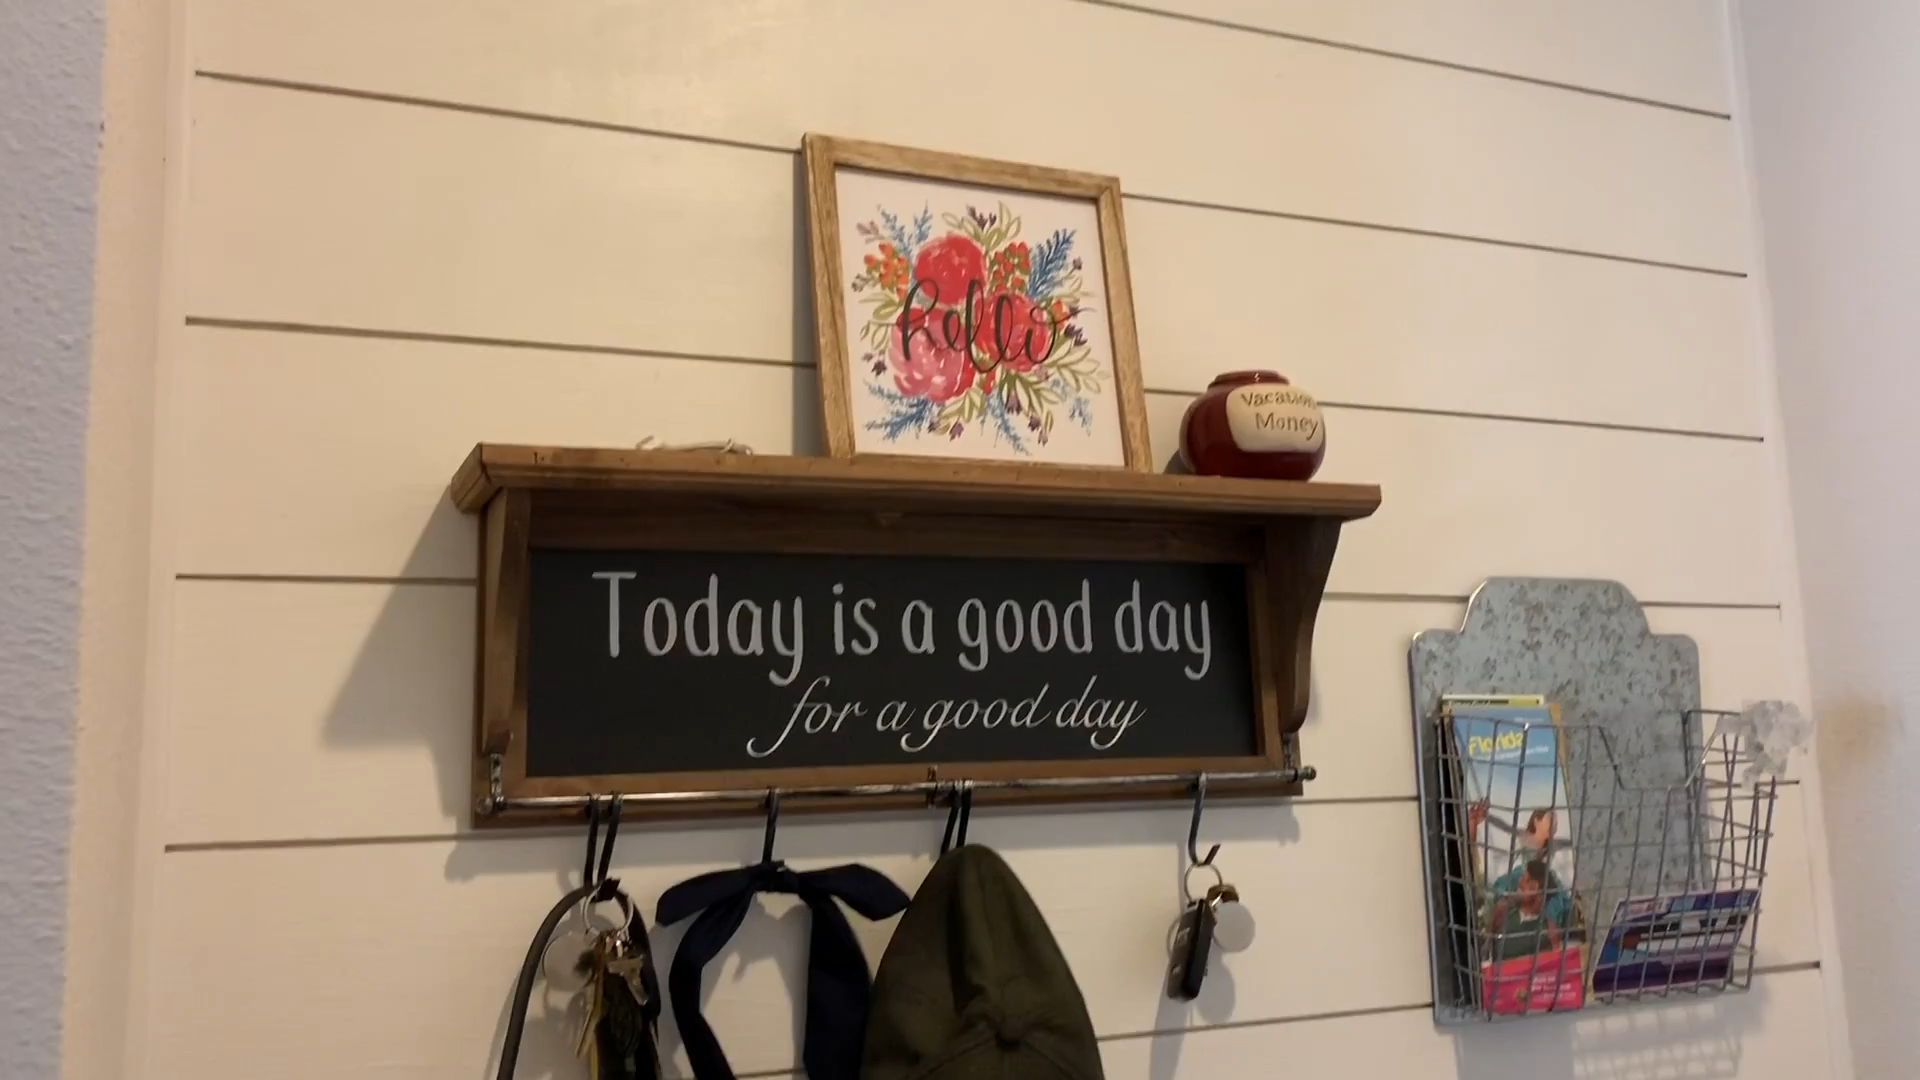 hello
Vacation
Money
Today is a good day
for a good day
Florida